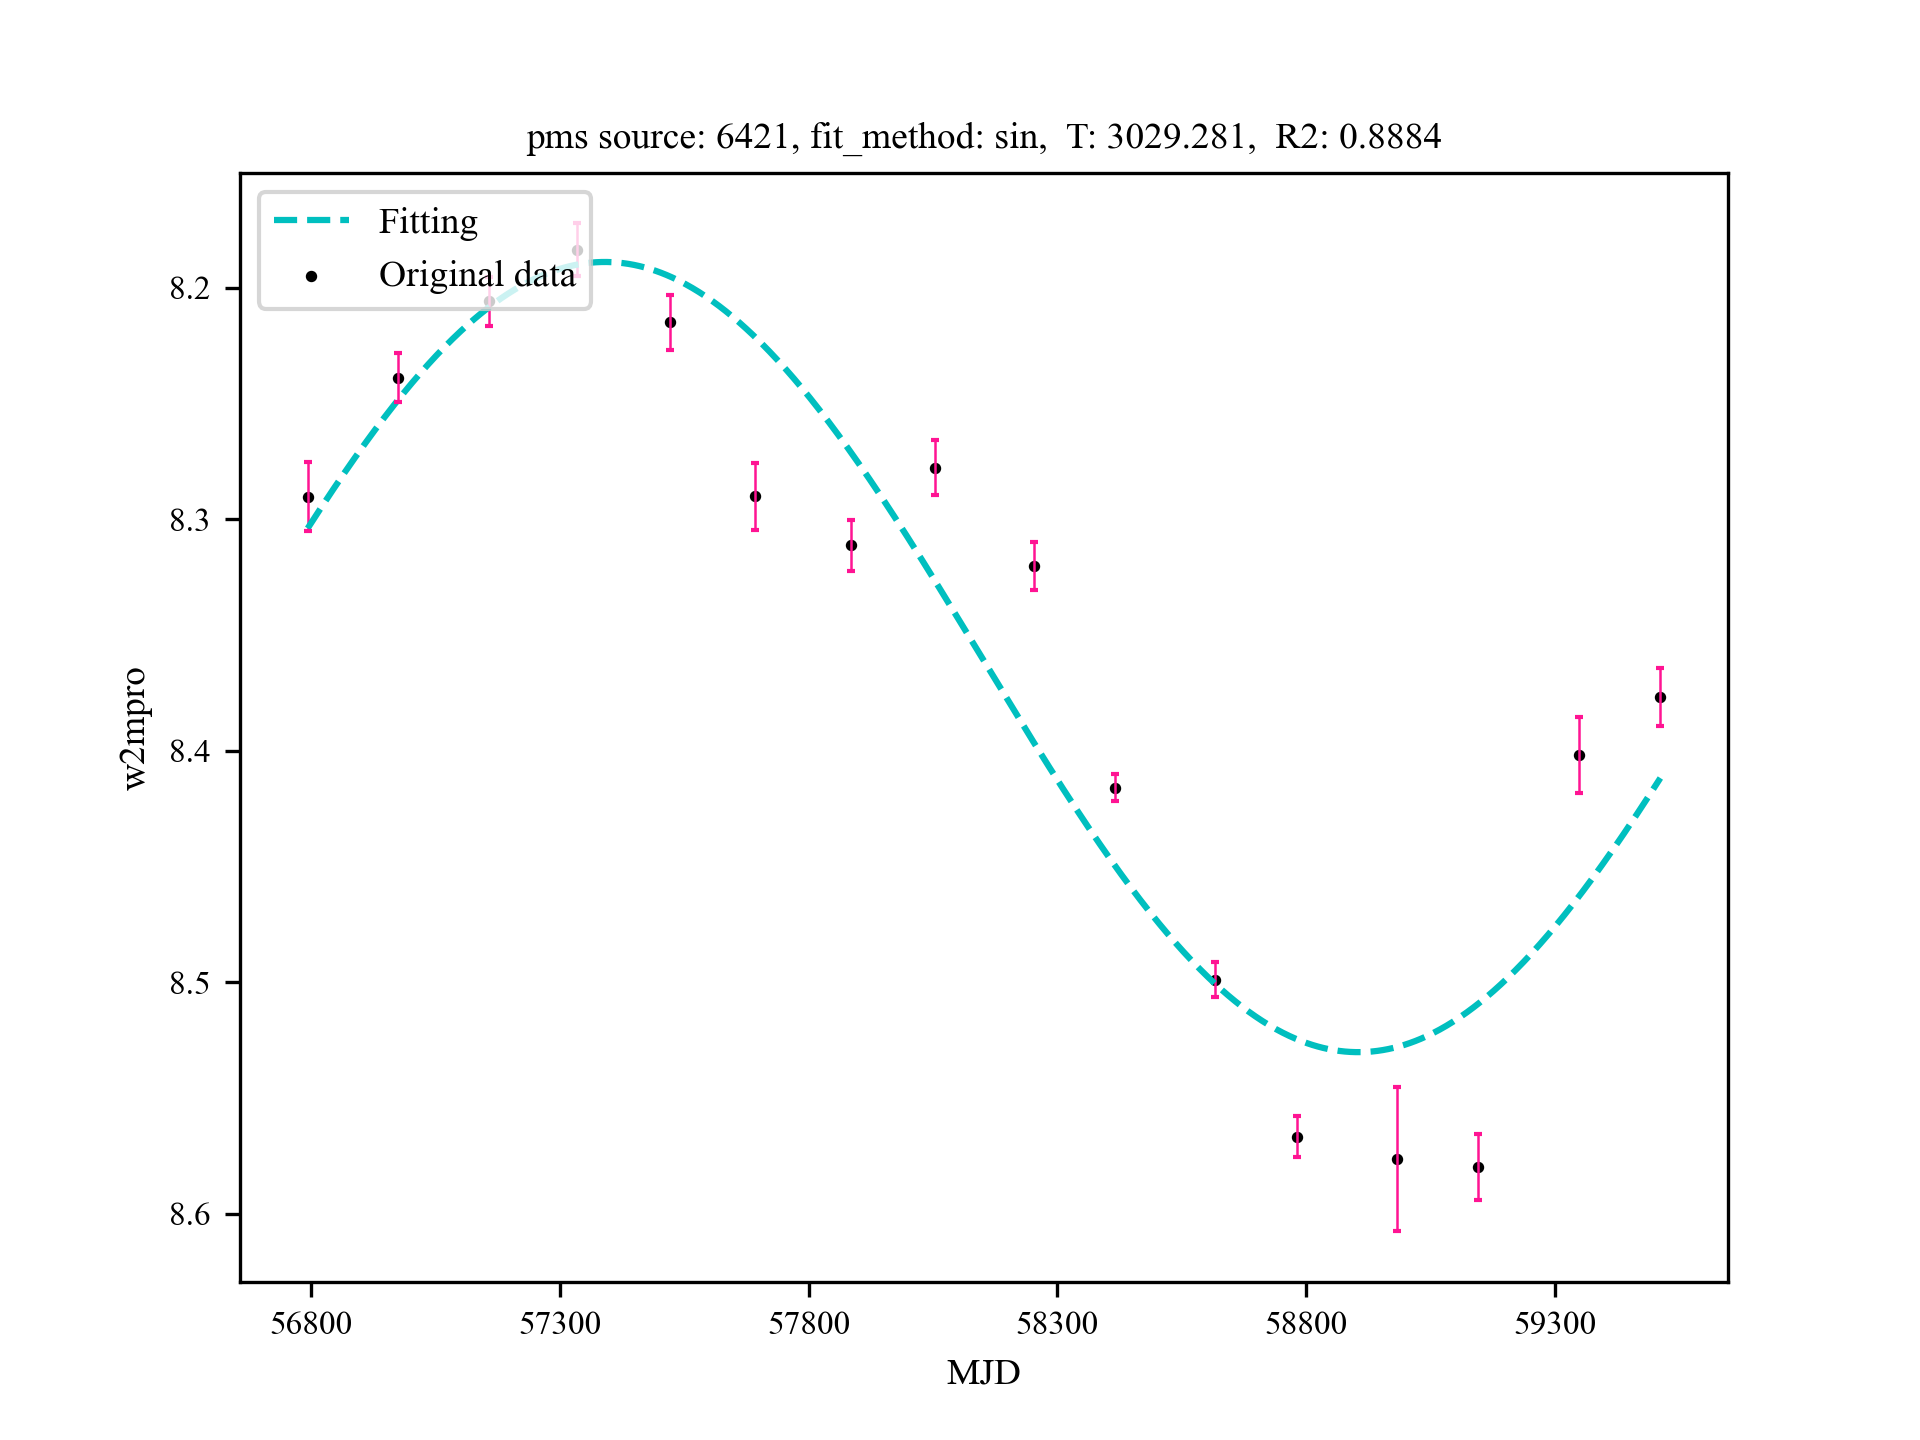 pms source: 6421, fit_method: sin, T: 3029.281, R2: 0.8884
Fitting
Original data
8.2
8.3
8.4
8.5
8.6
w2mpro
56800 57300 57800 58300 58800 59300
MJD